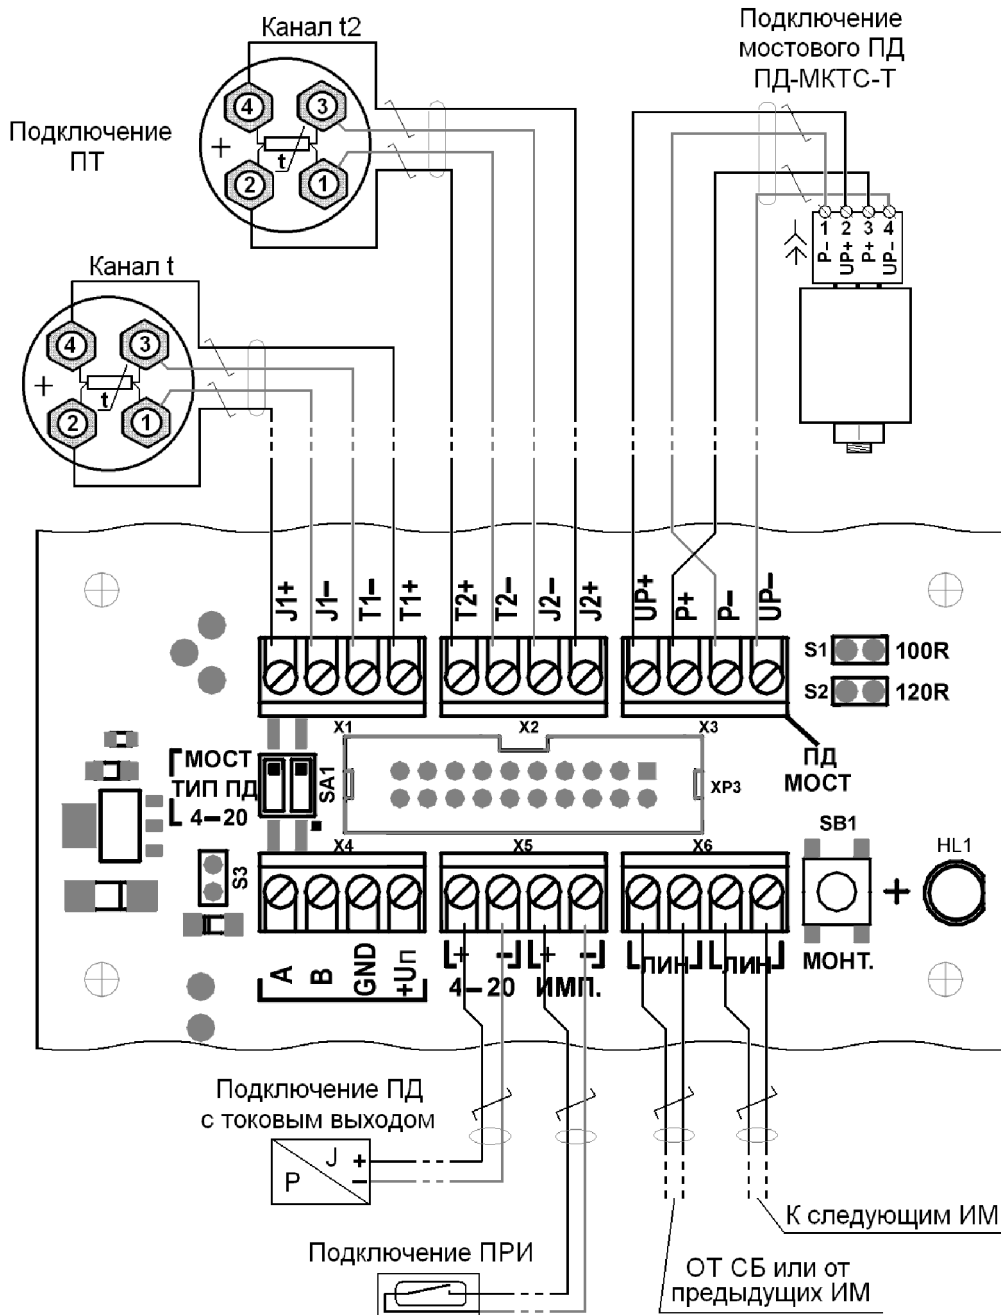 Канал t2
Подключение
мостового ПД
ПД-МКТС-Т
Подключение
ПТ
4
3
+
t
2
1
1 2 3 4
P– UP+ P+ UP–
Канал t
4
3
+
t
2
1
J1+ J1– T1– T1+
T2+ T2– J2– J2+
UP+ P+ P– UP–
S1 100R
S2 120R
X1 X2 X3
ПД
МОСТ
МОСТ
ТИП ПД
4–20
SA1
XP3
X4 X5 X6
SB1
HL1
S3
+
A B GND +Uп
+ – + –
4–20 ИМП.
ЛИН ЛИН
МОНТ.
Подключение ПД
с токовым выходом
J +
P –
К следующим ИМ
Подключение ПРИ
ОТ СБ или от
предыдущих ИМ